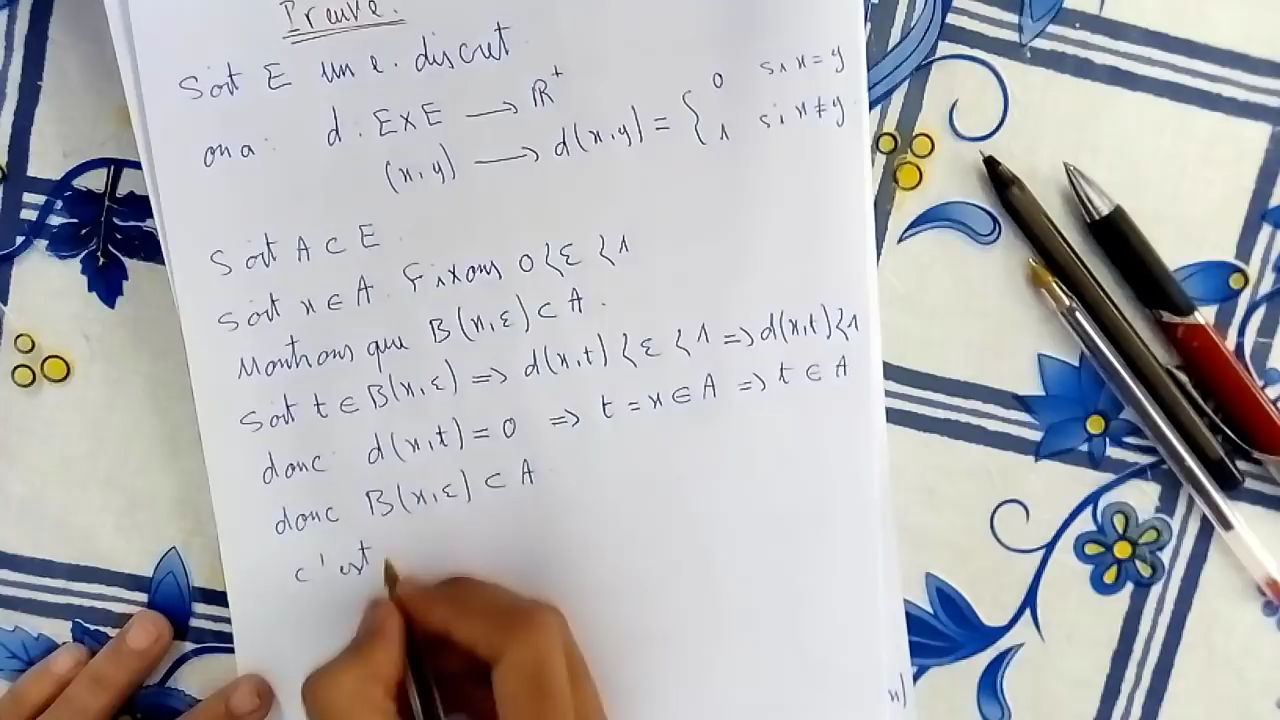 Preuve.
Soit E un e. discret
on a : d : E×E ⟶ ℝ⁺
(x,y) ⟶ d(x,y) = { 0 si x=y
1 si x≠y
Soit A ⊂ E
Soit x ∈ A. Fixons 0<ε<1
Montrons que B(x,ε) ⊂ A.
Soit t ∈ B(x,ε) ⇒ d(x,t) < ε < 1 ⇒ d(x,t) < 1
donc d(x,t) = 0 ⇒ t = x ∈ A ⇒ t ∈ A
donc B(x,ε) ⊂ A
c'est